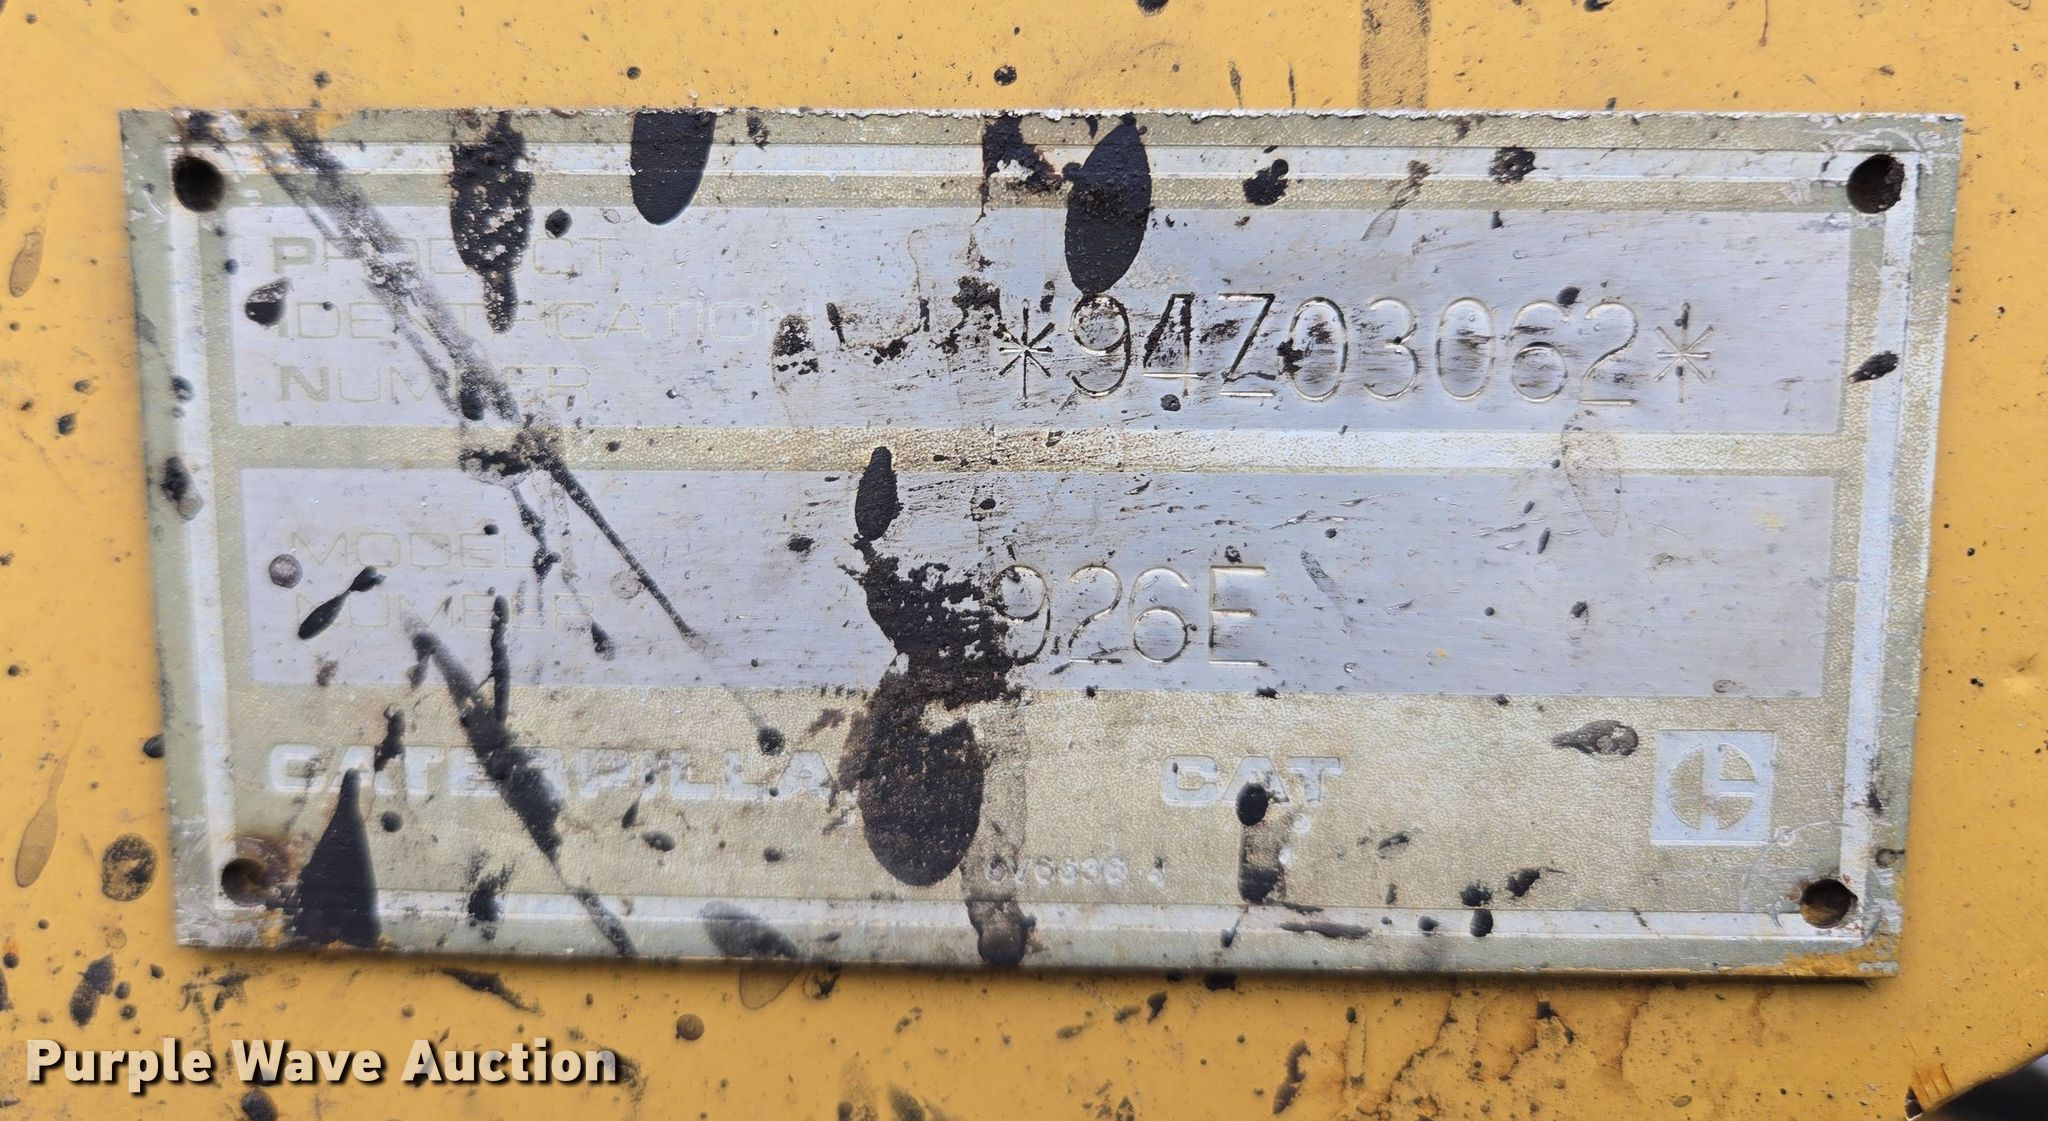 PRODUCT
IDENTIFICATION
NUMBER
*94Z03062*
MODEL
NUMBER
926E
CATERPILLAR CAT
Purple Wave Auction